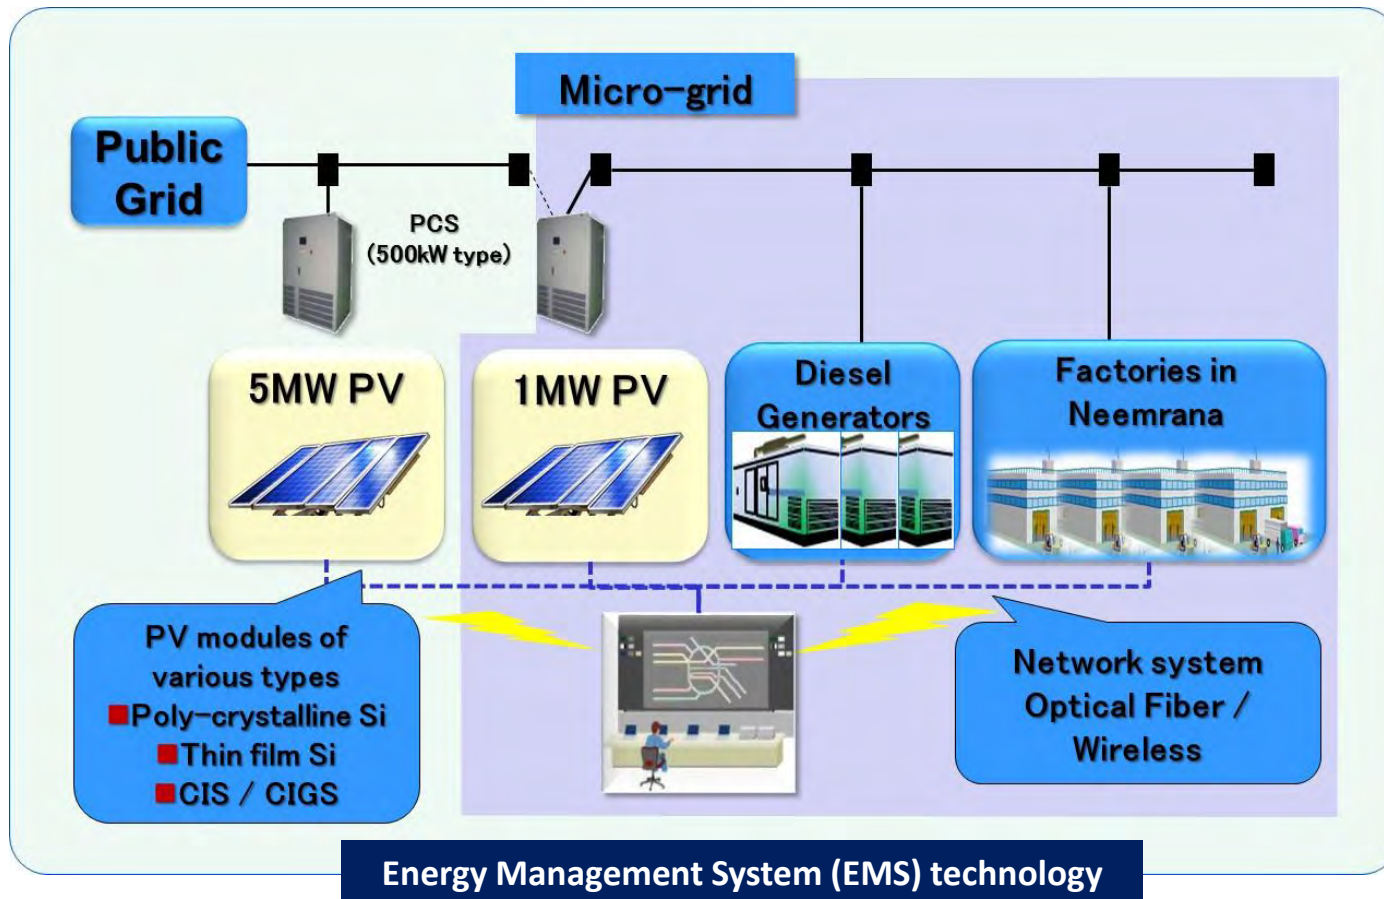 Micro-grid
Public
Grid
PCS
(500kW type)
5MW PV
1MW PV
Diesel
Generators
Factories in
Neemrana
PV modules of
various types
Poly-crystalline Si
Thin film Si
CIS / CIGS
Network system
Optical Fiber /
Wireless
Energy Management System (EMS) technology